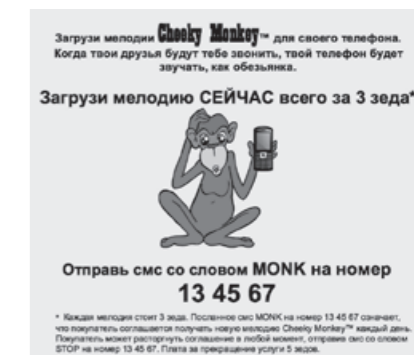 Загрузи мелодии Cheeky Monkey™ для своего телефона.
Когда твои друзья будут тебе звонить, твой телефон будет
звучать, как обезьянка.
Загрузи мелодию СЕЙЧАС всего за 3 зеда*
Отправь смс со словом MONK на номер
13 45 67
* Каждая мелодия стоит 3 зеда. Посланное смс MONK на номер 13 45 67 означает,
что покупатель соглашается получать новую мелодию Cheeky Monkey™ каждый день.
Покупатель может расторгнуть соглашение в любой момент, отправив смс со словом
STOP на номер 13 45 67. Плата за прекращение услуги 5 зедов.